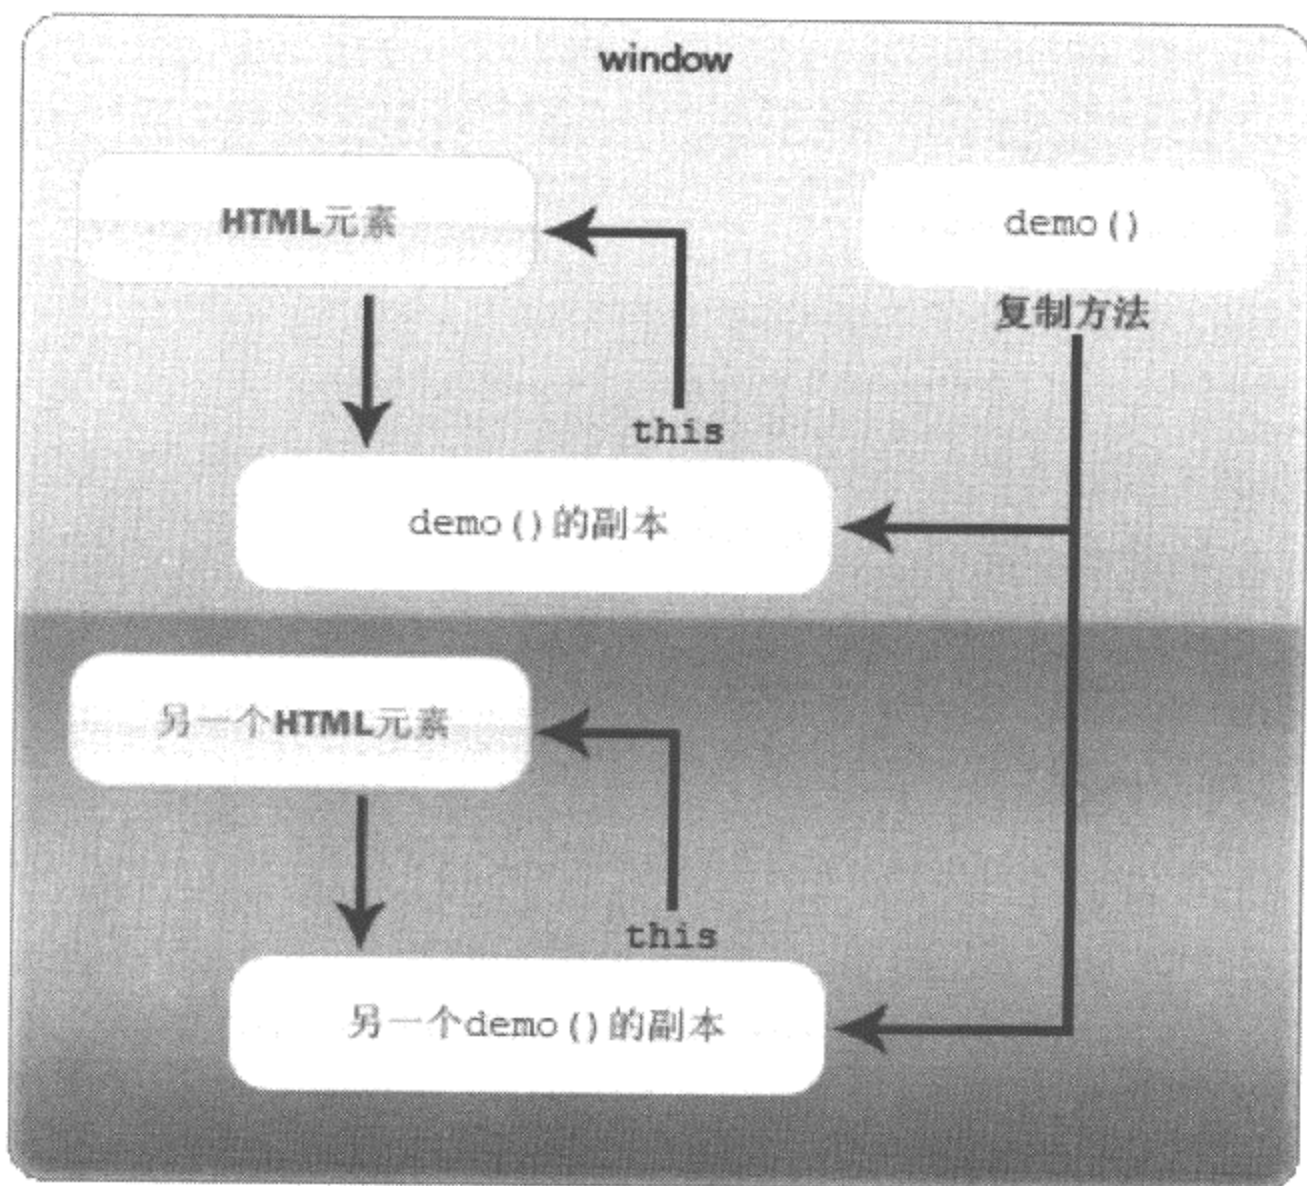 window
HTML元素
demo()
复制方法
this
demo()的副本
另一个HTML元素
this
另一个demo()的副本